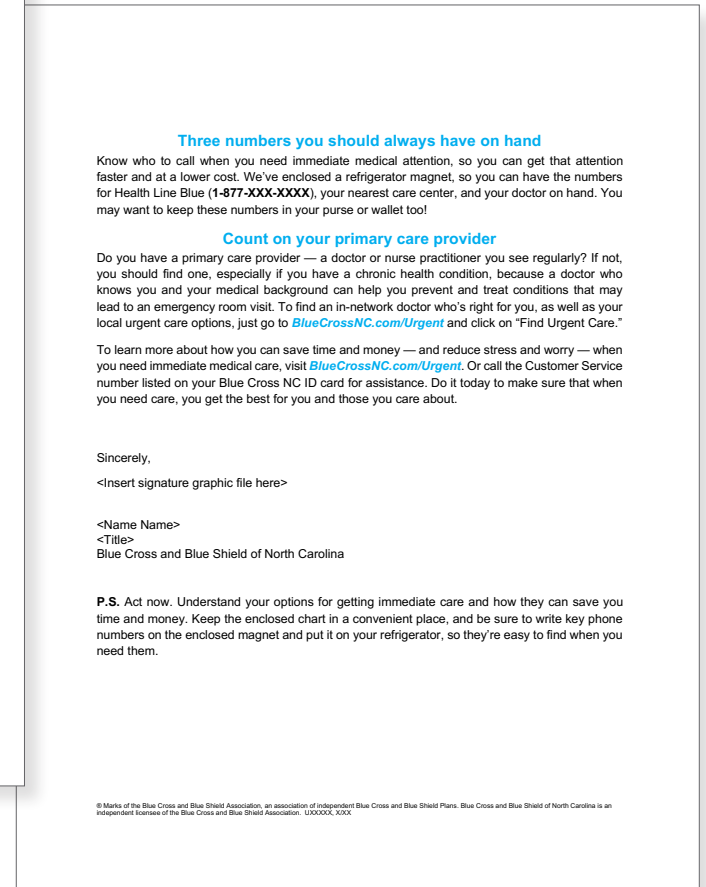 Three numbers you should always have on hand
Know who to call when you need immediate medical attention, so you can get that attention
faster and at a lower cost. We’ve enclosed a refrigerator magnet, so you can have the numbers
for Health Line Blue (1-877-XXX-XXXX), your nearest care center, and your doctor on hand. You
may want to keep these numbers in your purse or wallet too!
Count on your primary care provider
Do you have a primary care provider — a doctor or nurse practitioner you see regularly? If not,
you should find one, especially if you have a chronic health condition, because a doctor who
knows you and your medical background can help you prevent and treat conditions that may
lead to an emergency room visit. To find an in-network doctor who’s right for you, as well as your
local urgent care options, just go to BlueCrossNC.com/Urgent and click on “Find Urgent Care.”
To learn more about how you can save time and money — and reduce stress and worry — when
you need immediate medical care, visit BlueCrossNC.com/Urgent. Or call the Customer Service
number listed on your Blue Cross NC ID card for assistance. Do it today to make sure that when
you need care, you get the best for you and those you care about.
Sincerely,
<Insert signature graphic file here>
<Name Name>
<Title>
Blue Cross and Blue Shield of North Carolina
P.S. Act now. Understand your options for getting immediate care and how they can save you
time and money. Keep the enclosed chart in a convenient place, and be sure to write key phone
numbers on the enclosed magnet and put it on your refrigerator, so they’re easy to find when you
need them.
® Marks of the Blue Cross and Blue Shield Association, an association of independent Blue Cross and Blue Shield Plans. Blue Cross and Blue Shield of North Carolina is an
independent licensee of the Blue Cross and Blue Shield Association. UXXXXX, X/XX